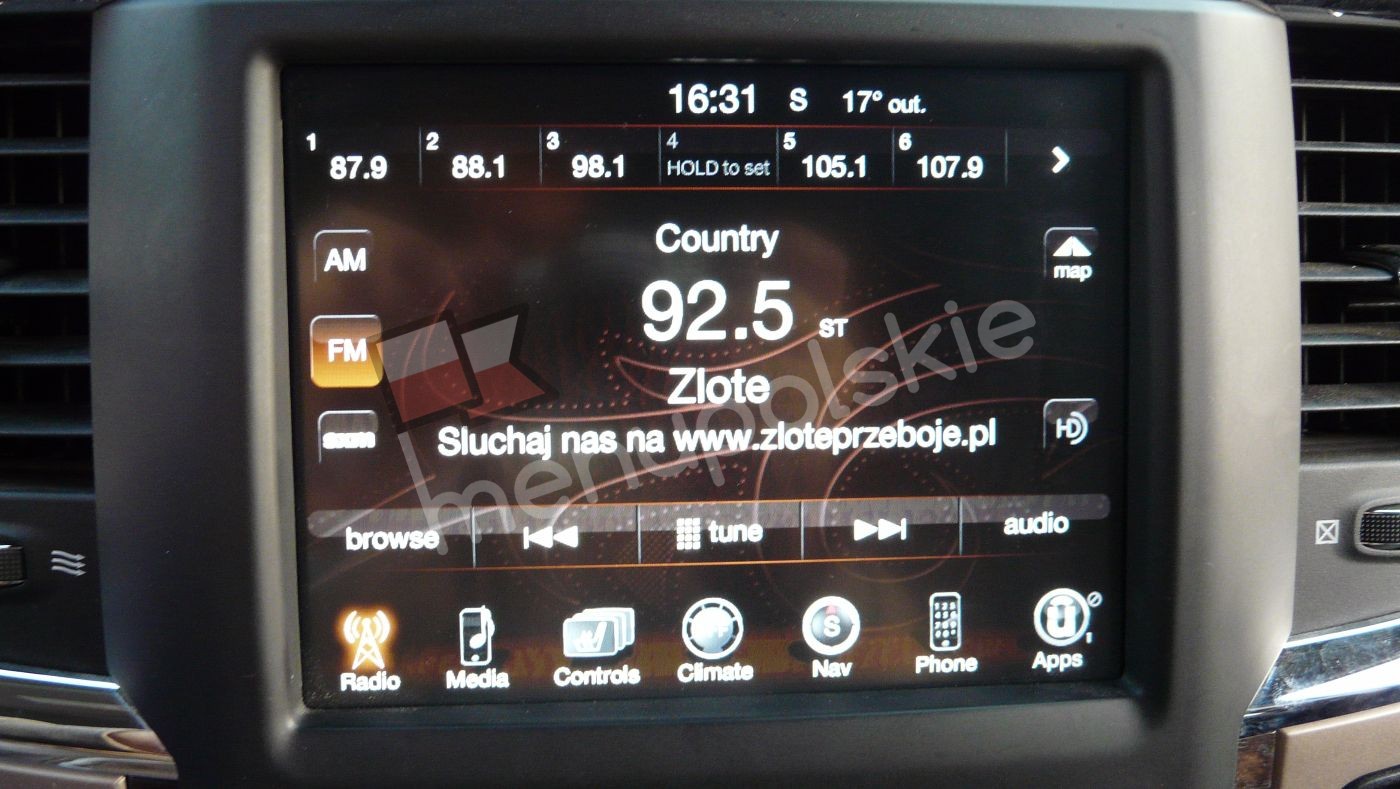 16:31 S 17° out.
1 87.9 2 88.1 3 98.1 4 HOLD to set 5 105.1 6 107.9
Country
AM
map
92.5 ST
FM
Zlote
Sluchaj nas na www.zloteprzeboje.pl
HD
menupolskie
browse tune audio
Radio Media Controls Climate Nav Phone Apps